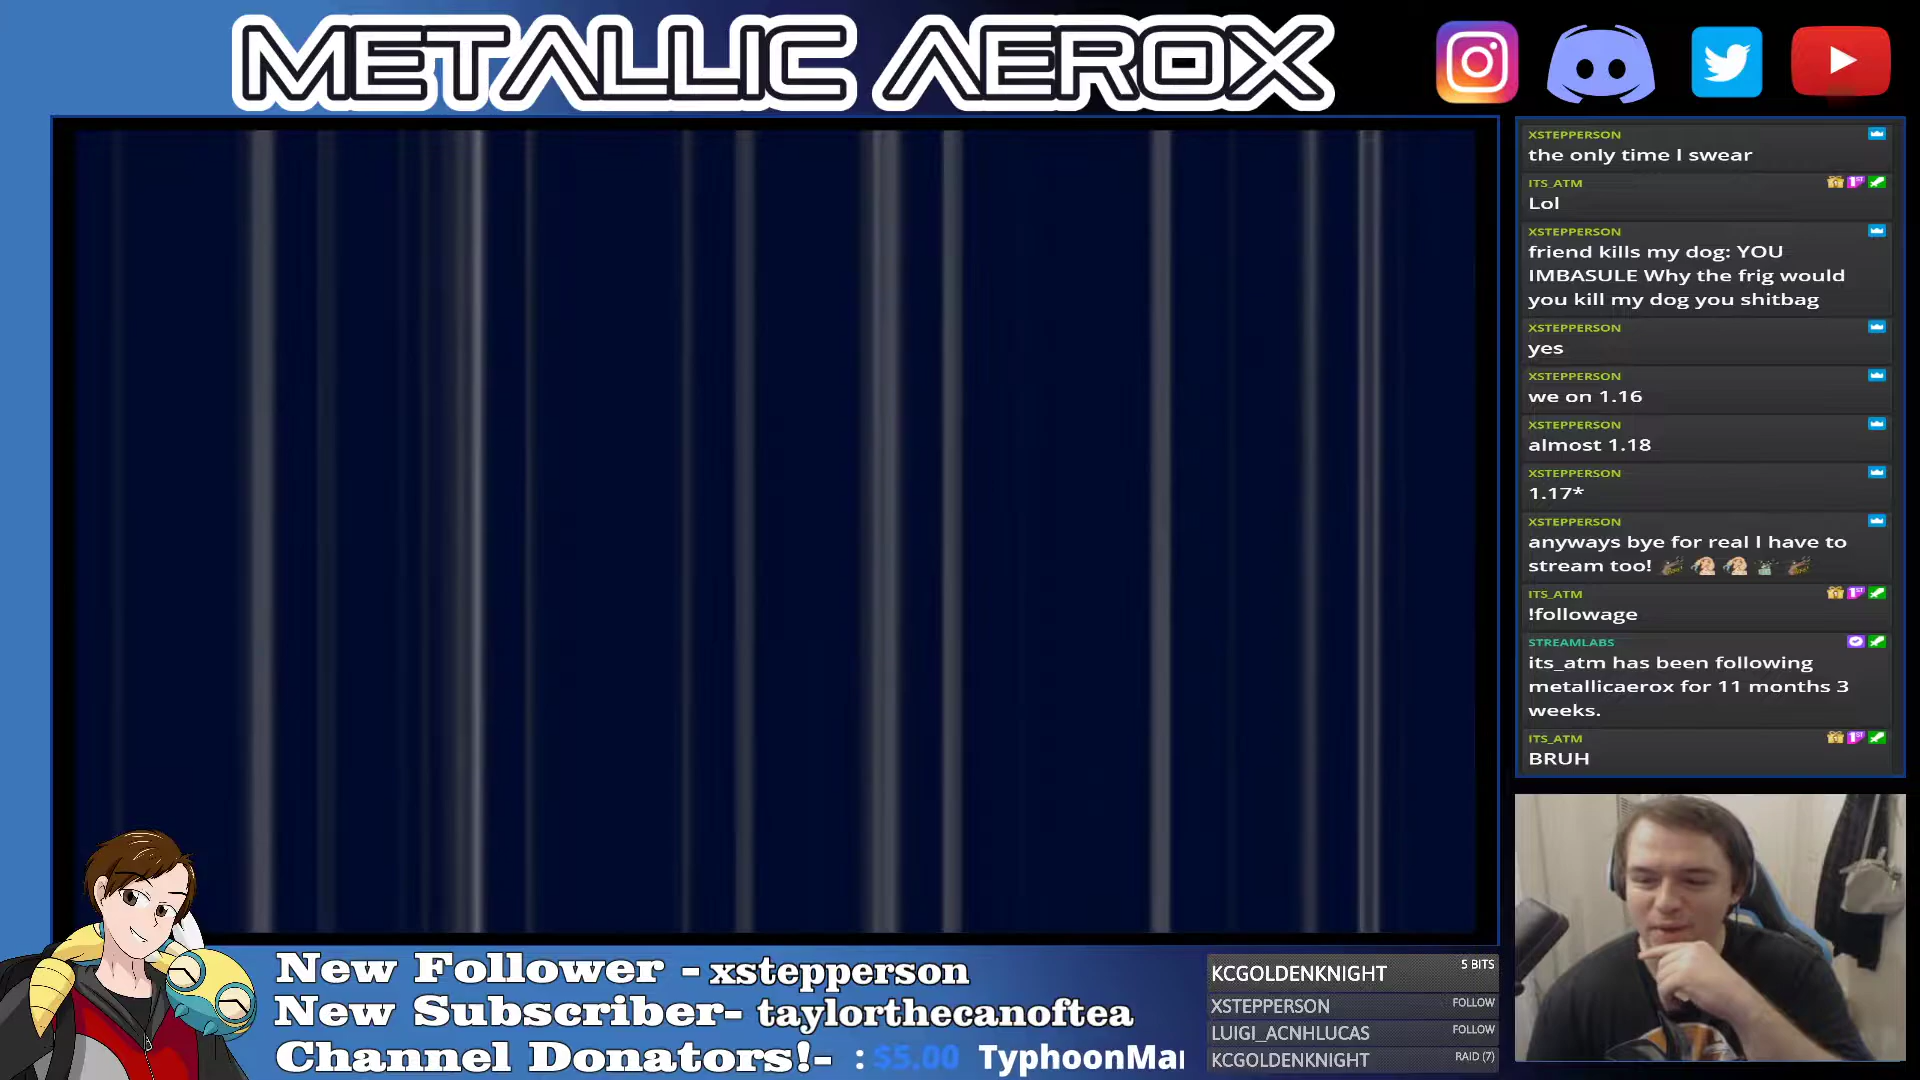 METALLIC AEROX
XSTEPPERSON
the only time I swear
ITS_ATM
Lol
XSTEPPERSON
friend kills my dog: YOU
IMBASULE Why the frig would
you kill my dog you shitbag
XSTEPPERSON
yes
XSTEPPERSON
we on 1.16
XSTEPPERSON
almost 1.18
XSTEPPERSON
1.17*
XSTEPPERSON
anyways bye for real I have to
stream too!
ITS_ATM
!followage
STREAMLABS
its_atm has been following
metallicaerox for 11 months 3
weeks.
ITS_ATM
BRUH
New Follower - xstepperson
New Subscriber- taylorthecanoftea
Channel Donators!- : $5.00 TyphoonMa
KCGOLDENKNIGHT 5 BITS
XSTEPPERSON FOLLOW
LUIGI_ACNHLUCAS FOLLOW
KCGOLDENKNIGHT RAID (7)